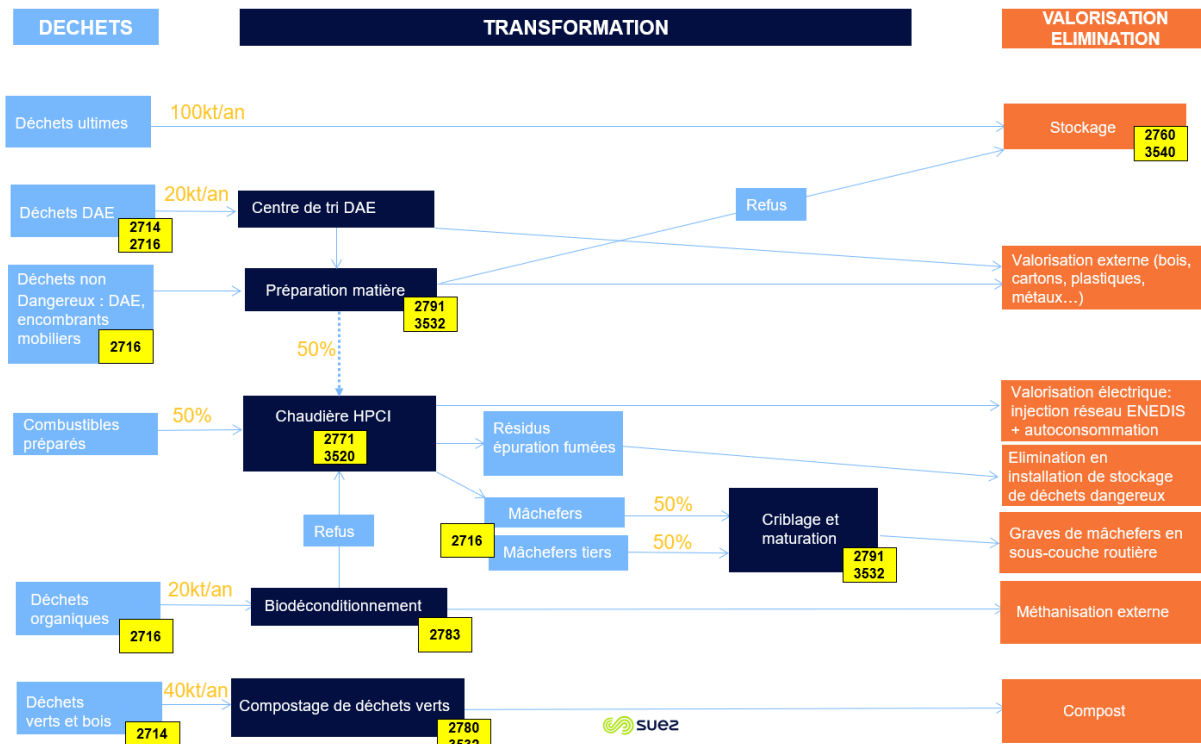 DECHETS
TRANSFORMATION
VALORISATION
ELIMINATION
Déchets ultimes
100kt/an
Stockage
2760
3540
Déchets DAE
2714
2716
20kt/an
Centre de tri DAE
Refus
Déchets non
Dangereux : DAE,
encombrants
mobiliers
2716
Préparation matière
2791
3532
Valorisation externe (bois,
cartons, plastiques,
métaux…)
50%
Combustibles
préparés
50%
Chaudière HPCI
2771
3520
Résidus
épuration fumées
Valorisation électrique:
injection réseau ENEDIS
+ autoconsommation
Elimination en
installation de stockage
de déchets dangereux
Refus
2716
Mâchefers
50%
Mâchefers tiers
50%
Criblage et
maturation
2791
3532
Graves de mâchefers en
sous-couche routière
Déchets
organiques
2716
20kt/an
Biodéconditionnement
2783
Méthanisation externe
Déchets
verts et bois
2714
40kt/an
Compostage de déchets verts
2780
3532
suez
Compost